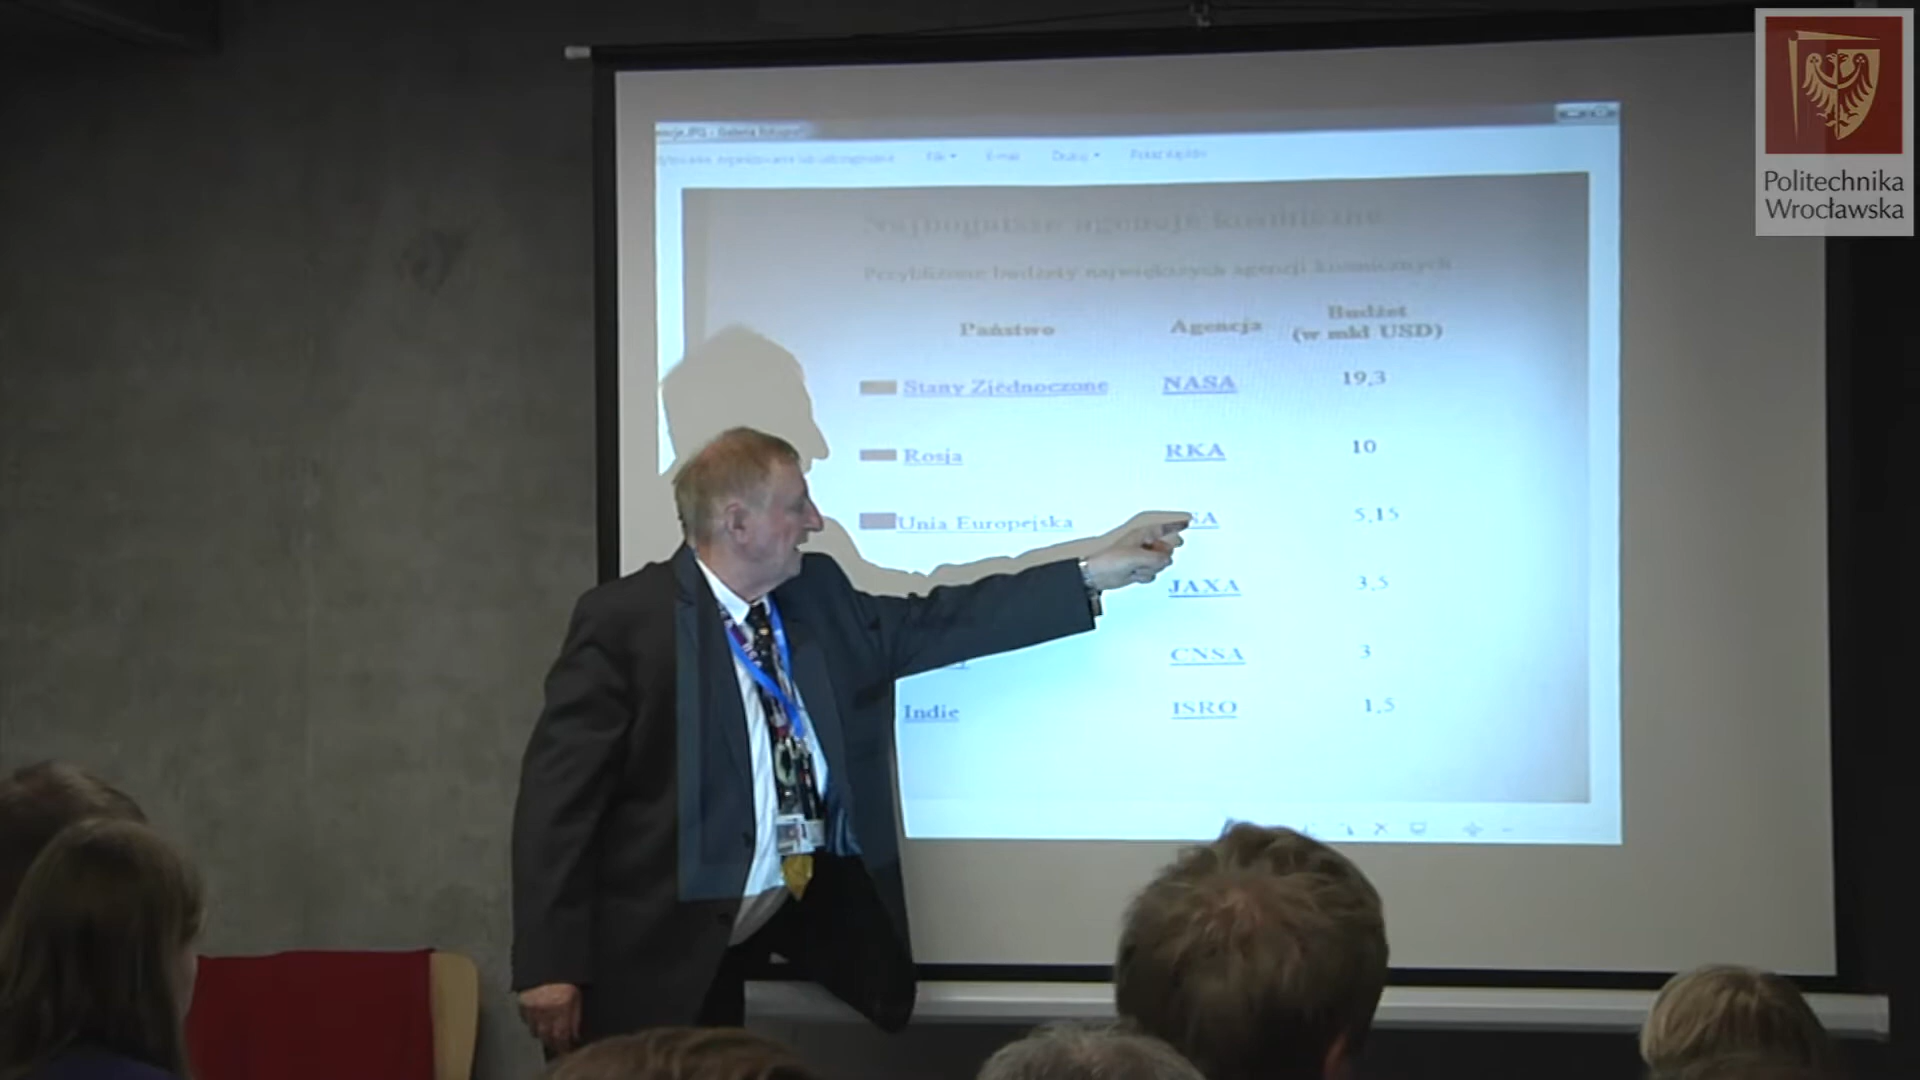 Politechnika
Wrocławska
Najbogatsze agencje kosmiczne
Przybliżone budżety największych agencji kosmicznych
Państwo Agencja Budżet
(w mld USD)
Stany Zjednoczone NASA 19,3
Rosja RKA 10
Unia Europejska SA 5,15
JAXA 3,5
CNSA 3
Indie ISRO 1,5